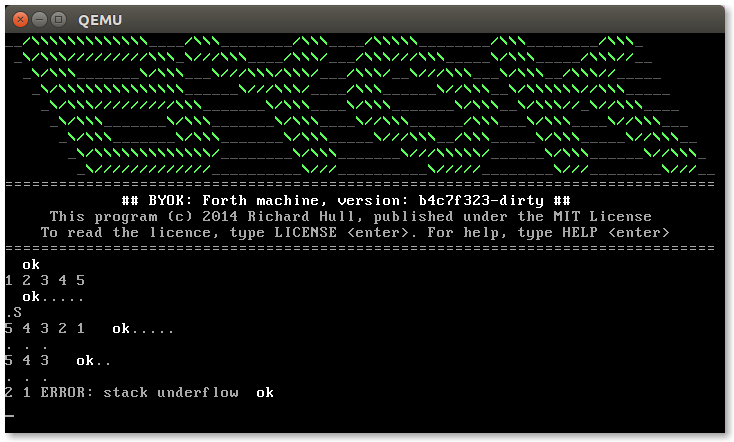 QEMU
BYOK
================================================================================
## BYOK: Forth machine, version: b4c7f323-dirty ##
This program (c) 2014 Richard Hull, published under the MIT License
To read the licence, type LICENSE <enter>. For help, type HELP <enter>
================================================================================
ok
1 2 3 4 5
ok.....
.S
5 4 3 2 1 ok.....
. . .
5 4 3 ok..
. . .
2 1 ERROR: stack underflow ok
_